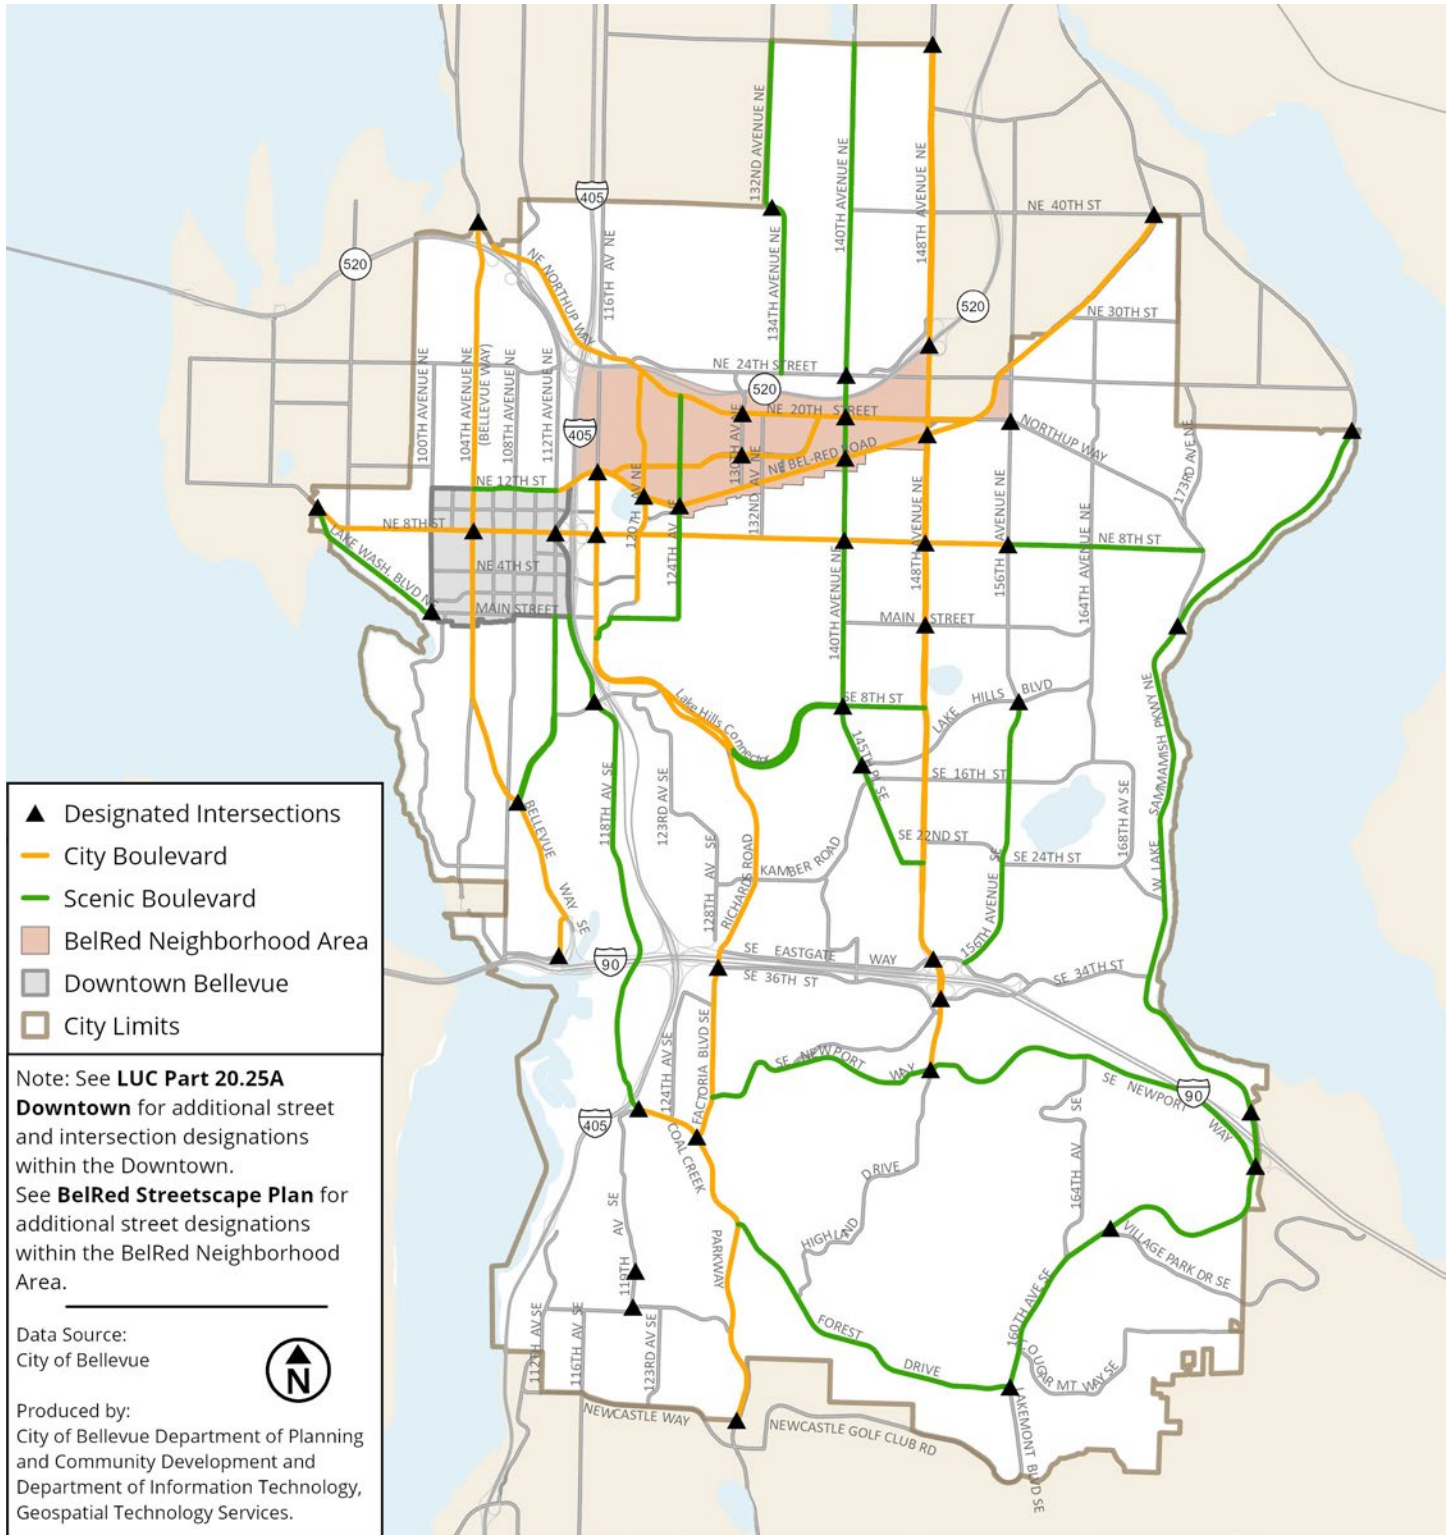 132ND AVENUE NE
140TH AVENUE NE
148TH AVENUE NE
405
NE 40TH ST
520
NE NORTHUP WAY
116TH AV NE
134TH AVENUE NE
520
NE 30TH ST
100TH AVENUE NE
104TH AVENUE NE
(BELLEVUE WAY)
108TH AVENUE NE
112TH AVENUE NE
NE 24TH STREET
520
405
NE 20TH STREET
130TH AV NE
NE BEL-RED ROAD
NORTHUP WAY
173RD AVE NE
NE 12TH ST
120TH AV NE
132ND AV NE
NE 8TH ST
LAKE WASH. BLVD NE
124TH AV
148TH AVENUE NE
156TH AVENUE NE
164TH AVENUE NE
NE 8TH ST
NE 4TH ST
MAIN STREET
140TH AVENUE NE
MAIN STREET
Lake Hills Connector
SE 8TH ST
LAKE HILLS BLVD
W LAKE SAMMAMISH PKWY NE
145TH PL SE
SE 16TH ST
118TH AV SE
123RD AV SE
168TH AV SE
BELLEVUE WAY SE
SE 22ND ST
128TH AV SE
RICHARDS ROAD
KAMBER ROAD
SE 24TH ST
156TH AVENUE SE
90
SE EASTGATE WAY
SE 36TH ST
SE 34TH ST
124TH AV SE
FACTORIA BLVD SE
SE NEWPORT WAY
SE NEWPORT WAY
90
405
COAL CREEK PARKWAY
164TH AV SE
HIGHLAND DRIVE
119TH AV SE
VILLAGE PARK DR SE
160TH AVE SE
FOREST DRIVE
112TH AV SE
116TH AV SE
123RD AV SE
COUGAR MT WAY SE
NEWCASTLE WAY
NEWCASTLE GOLF CLUB RD
LAKEMONT BLVD SE
Designated Intersections
City Boulevard
Scenic Boulevard
BelRed Neighborhood Area
Downtown Bellevue
City Limits
Note: See LUC Part 20.25A
Downtown for additional street
and intersection designations
within the Downtown.
See BelRed Streetscape Plan for
additional street designations
within the BelRed Neighborhood
Area.
Data Source:
City of Bellevue
N
Produced by:
City of Bellevue Department of Planning
and Community Development and
Department of Information Technology,
Geospatial Technology Services.